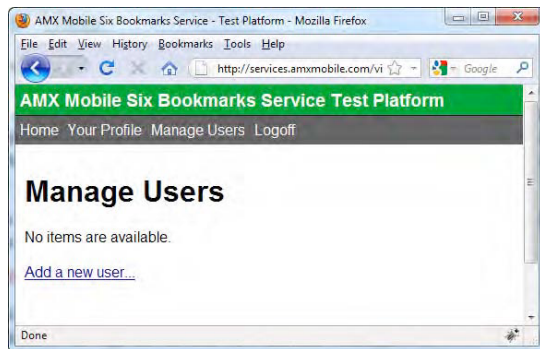 AMX Mobile Six Bookmarks Service - Test Platform - Mozilla Firefox
File Edit View History Bookmarks Tools Help
http://services.amxmobile.com/vi
Google
AMX Mobile Six Bookmarks Service Test Platform
Home Your Profile Manage Users Logoff
Manage Users
No items are available.
Add a new user...
Done